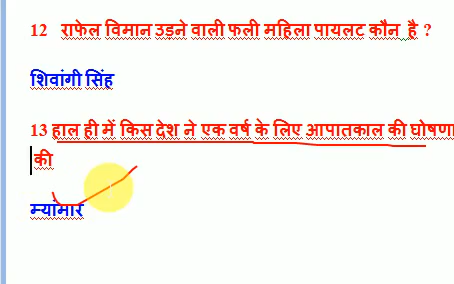 12 राफेल विमान उड़ने वाली फली महिला पायलट कौन है ?
शिवांगी सिंह
13 हाल ही में किस देश ने एक वर्ष के लिए आपातकाल की घोषणा
की
म्यांमार